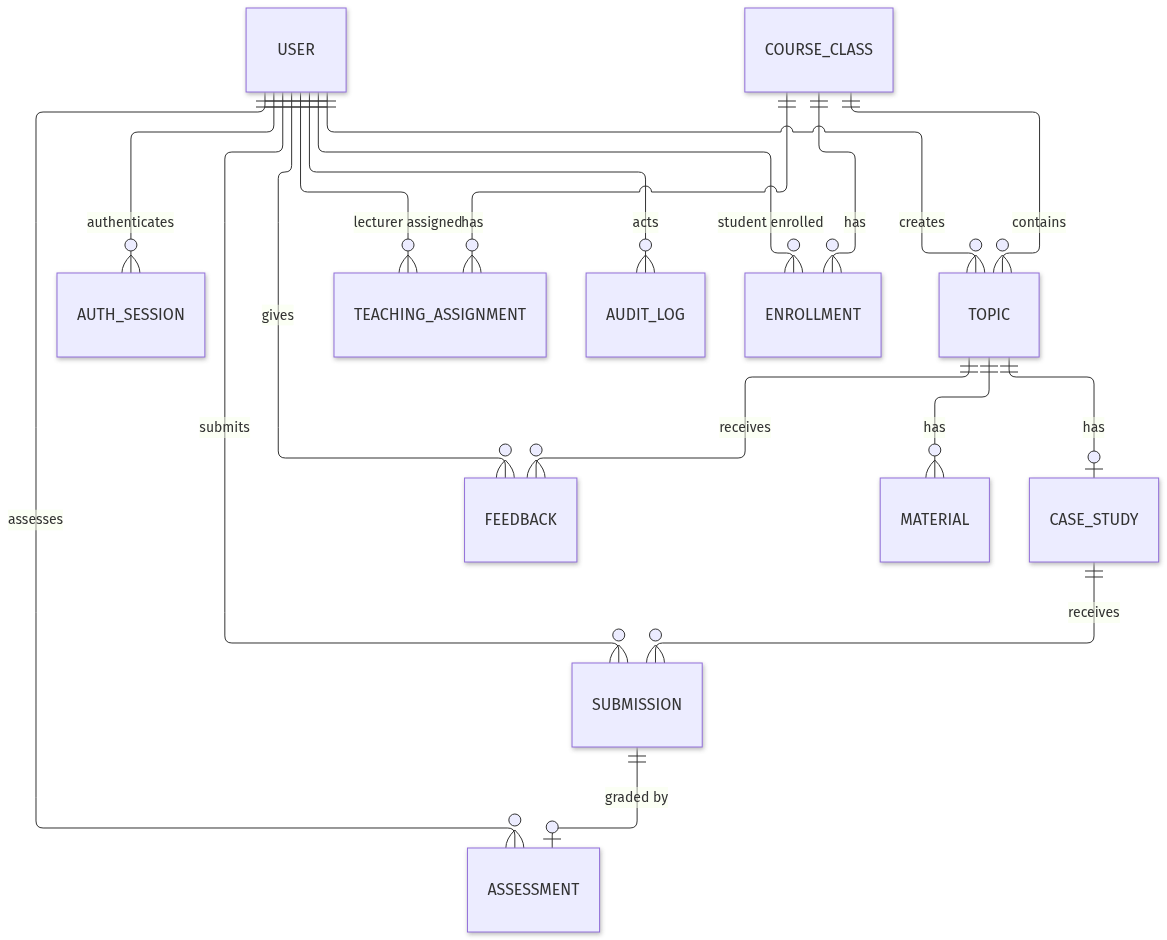 USER
COURSE_CLASS
authenticates
lecturer assigned
has
acts
student enrolled
has
creates
contains
AUTH_SESSION
TEACHING_ASSIGNMENT
AUDIT_LOG
ENROLLMENT
TOPIC
gives
submits
receives
has
has
assesses
FEEDBACK
MATERIAL
CASE_STUDY
receives
SUBMISSION
graded by
ASSESSMENT